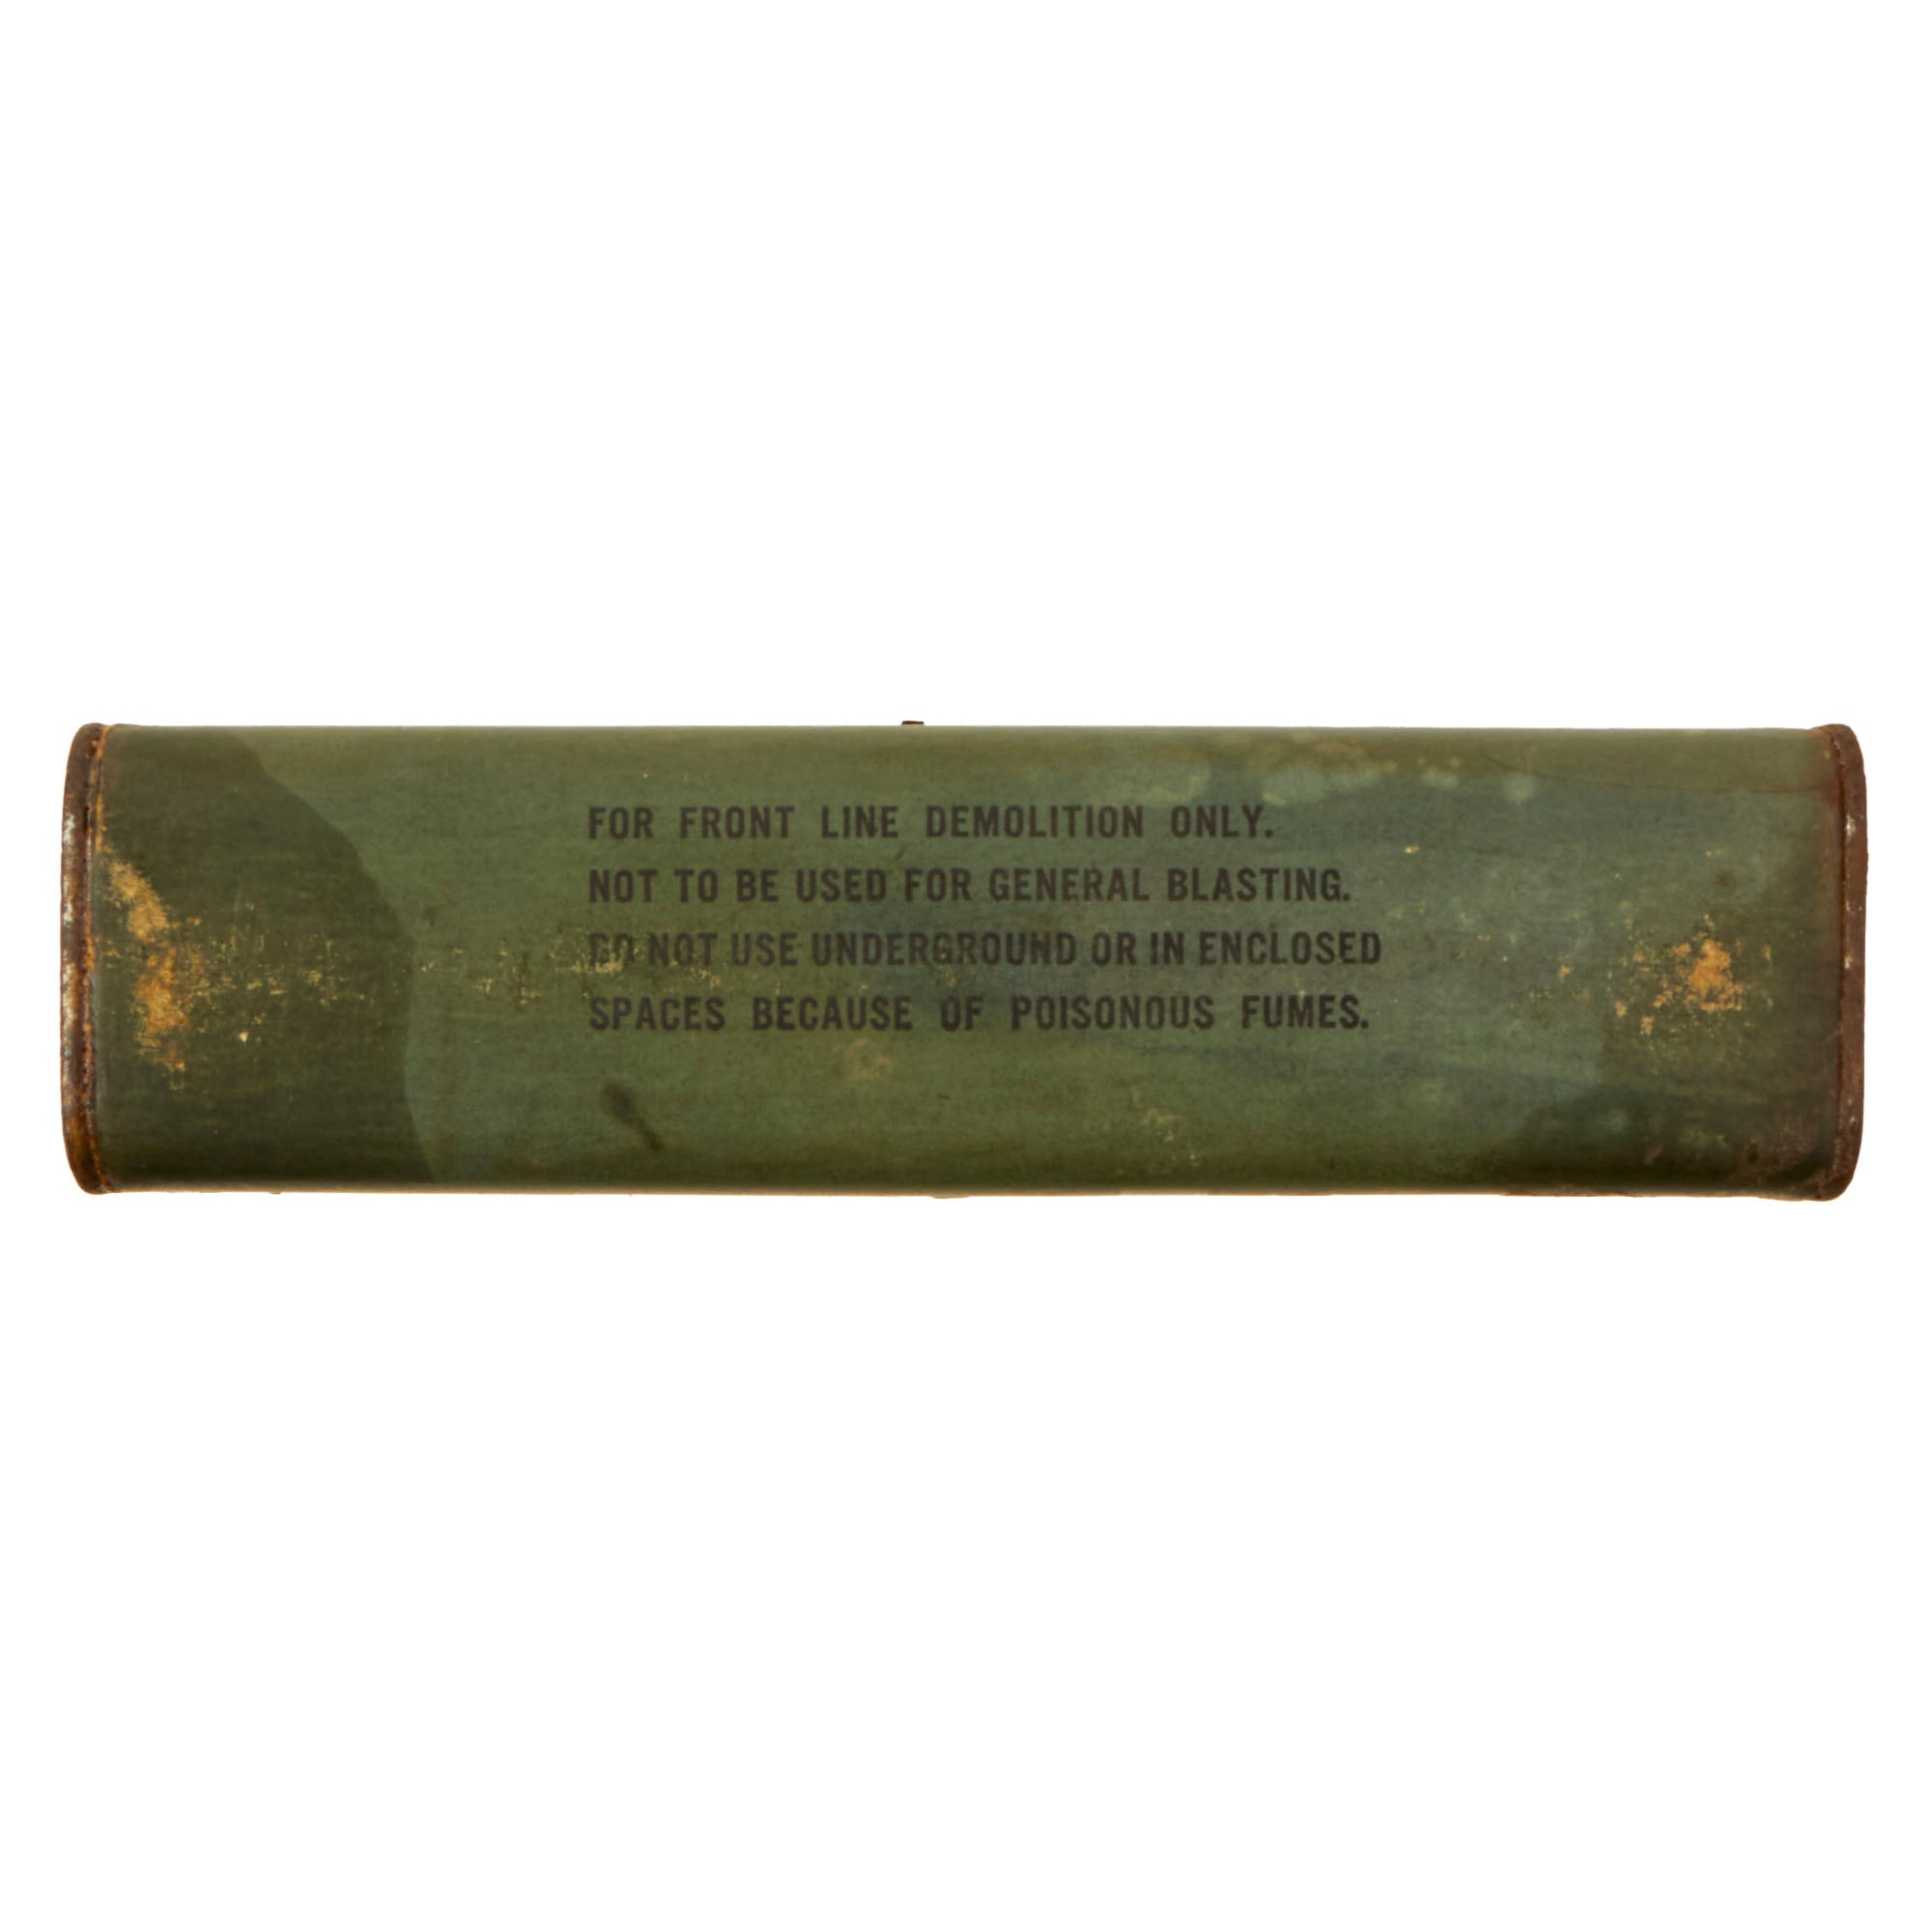 FOR FRONT LINE DEMOLITION ONLY.
NOT TO BE USED FOR GENERAL BLASTING.
DO NOT USE UNDERGROUND OR IN ENCLOSED
SPACES BECAUSE OF POISONOUS FUMES.